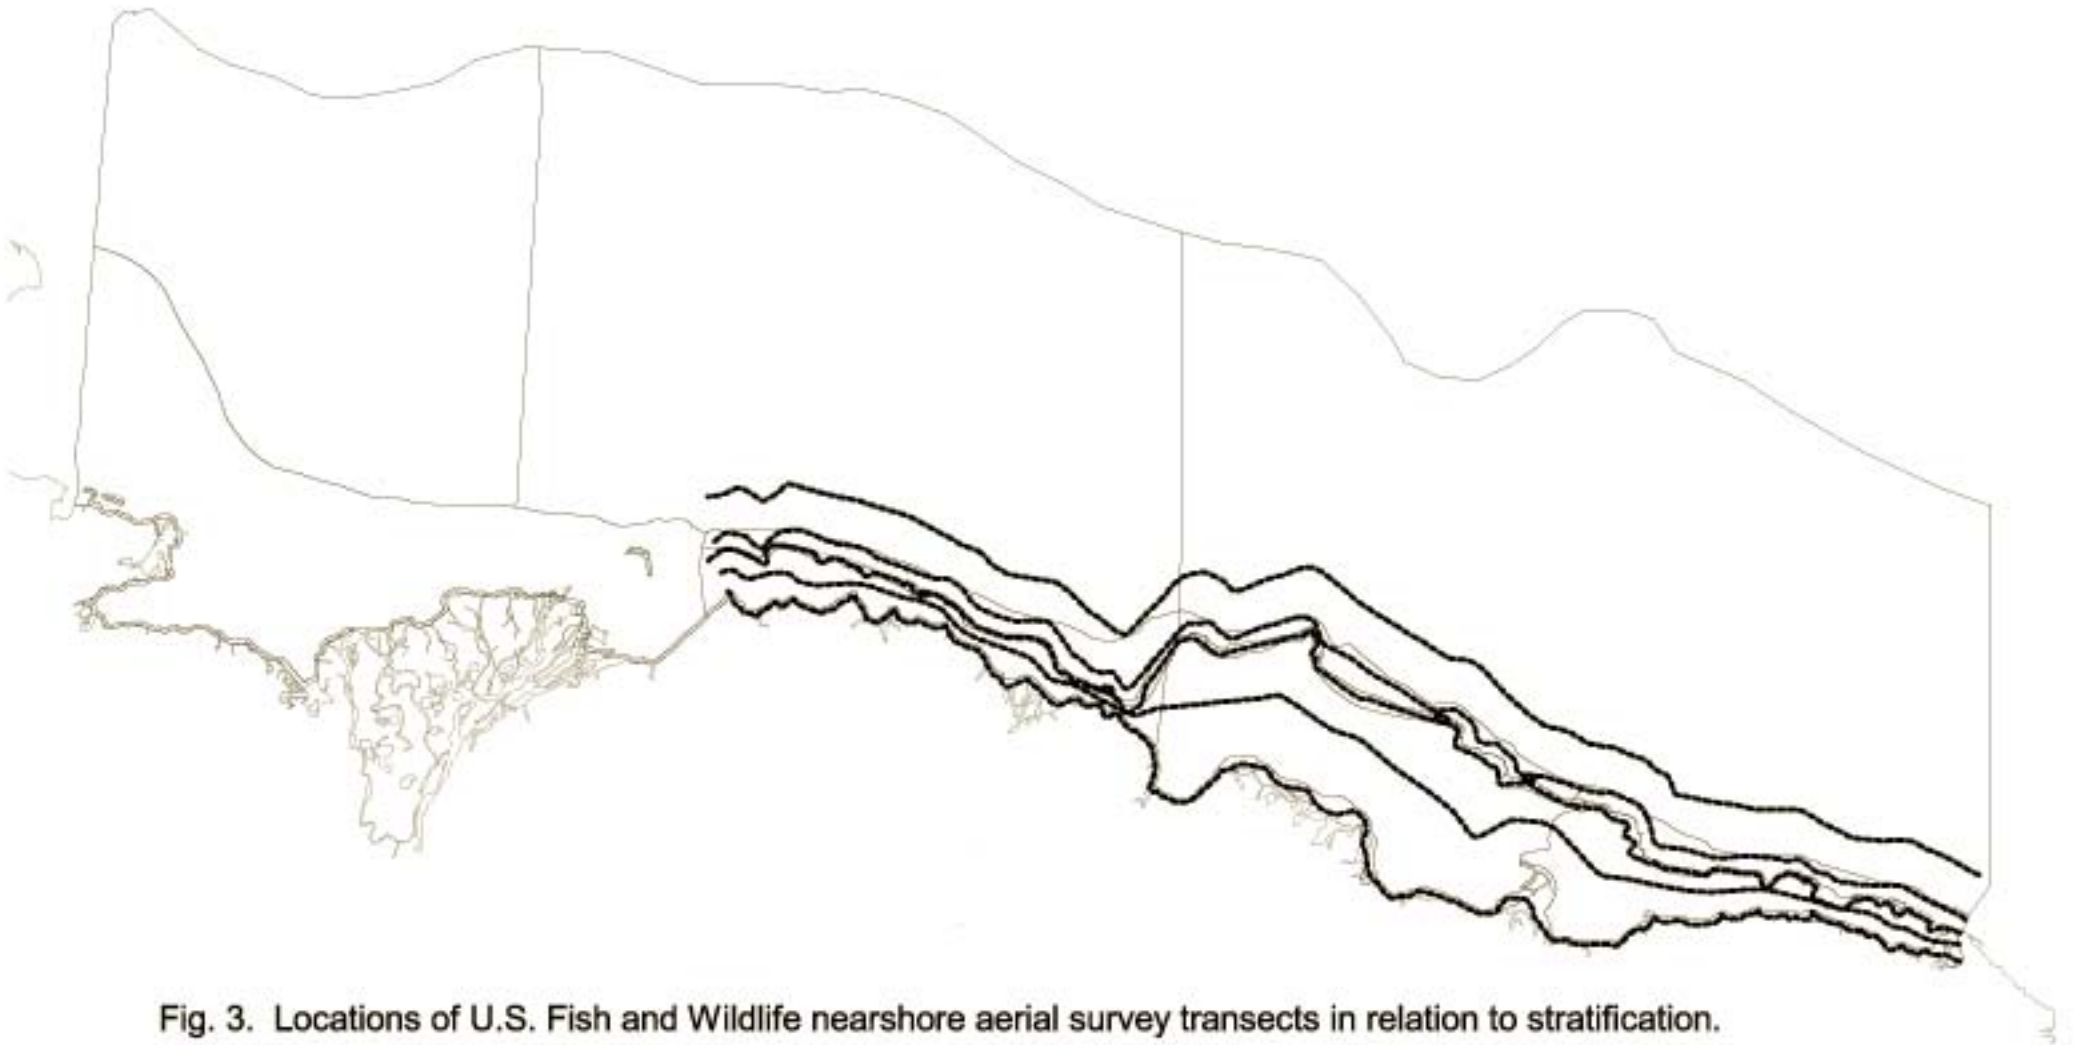 Fig. 3.  Locations of U.S. Fish and Wildlife nearshore aerial survey transects in relation to stratification.